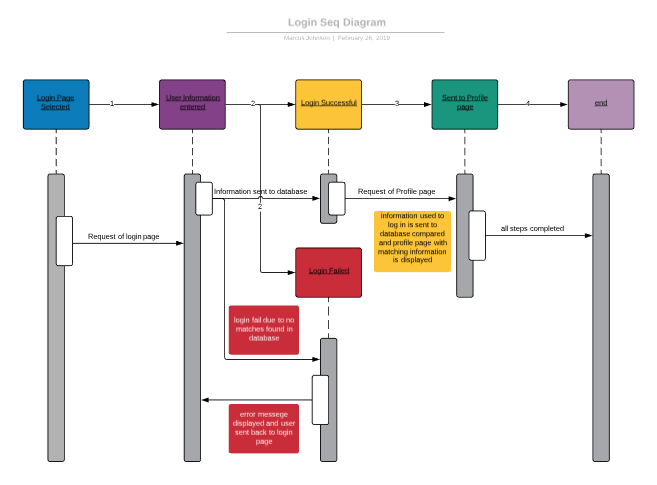 Login Seq Diagram
Marcus Johnson | February 26, 2019
Login Page
Selected
1
User Information
entered
2
Login Successful
3
Sent to Profile
page
4
end
Information sent to database
2
Request of Profile page
information used to
log in is sent to
database compared
and profile page with
matching information
is displayed
all steps completed
Request of login page
Login Failed
login fail due to no
matches found in
database
error messege
displayed and user
sent back to login
page